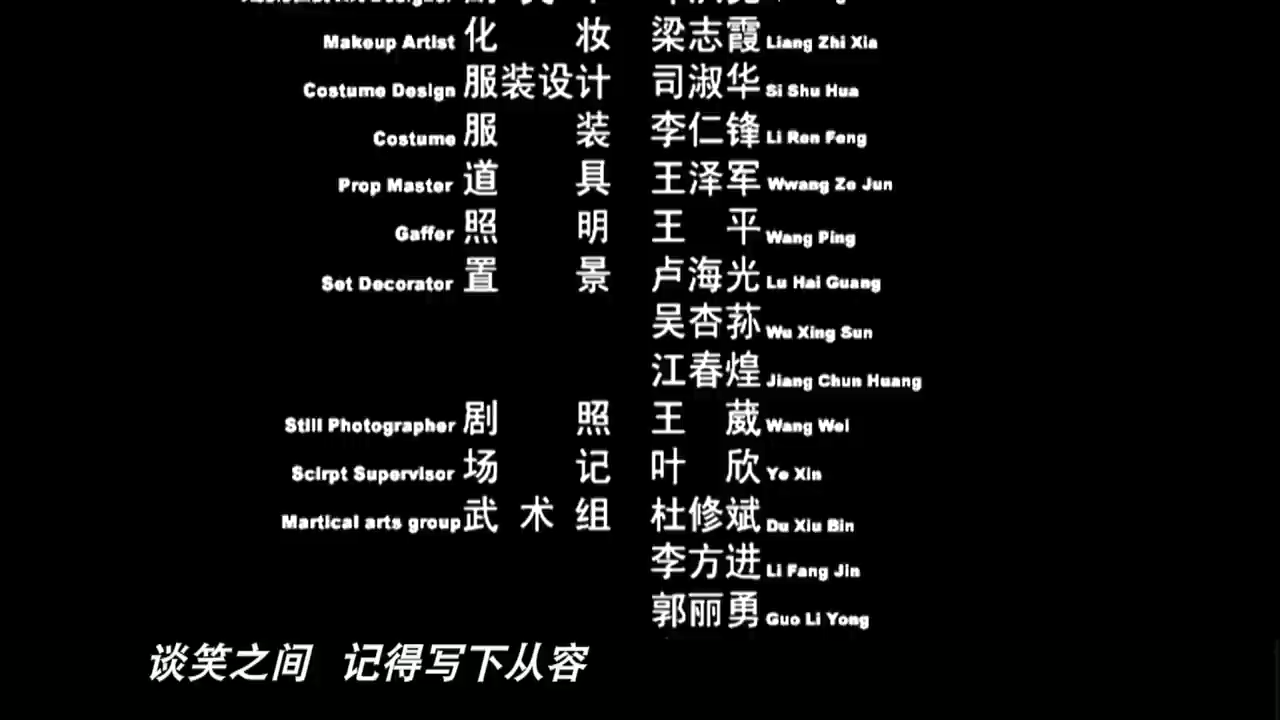 Makeup Artist 化 妆 梁志霞 Liang Zhi Xia
Costume Design 服装设计 司淑华 Si Shu Hua
Costume 服 装 李仁锋 Li Ren Feng
Prop Master 道 具 王泽军 Wwang Ze Jun
Gaffer 照 明 王 平 Wang Ping
Set Decorator 置 景 卢海光 Lu Hai Guang
吴杏荪 Wu Xing Sun
江春煌 Jiang Chun Huang
Still Photographer 剧 照 王 葳 Wang Wei
Scirpt Supervisor 场 记 叶 欣 Ye Xin
Martical arts group 武 术 组 杜修斌 Du Xiu Bin
李方进 Li Fang Jin
郭丽勇 Guo Li Yong
谈笑之间 记得写下从容